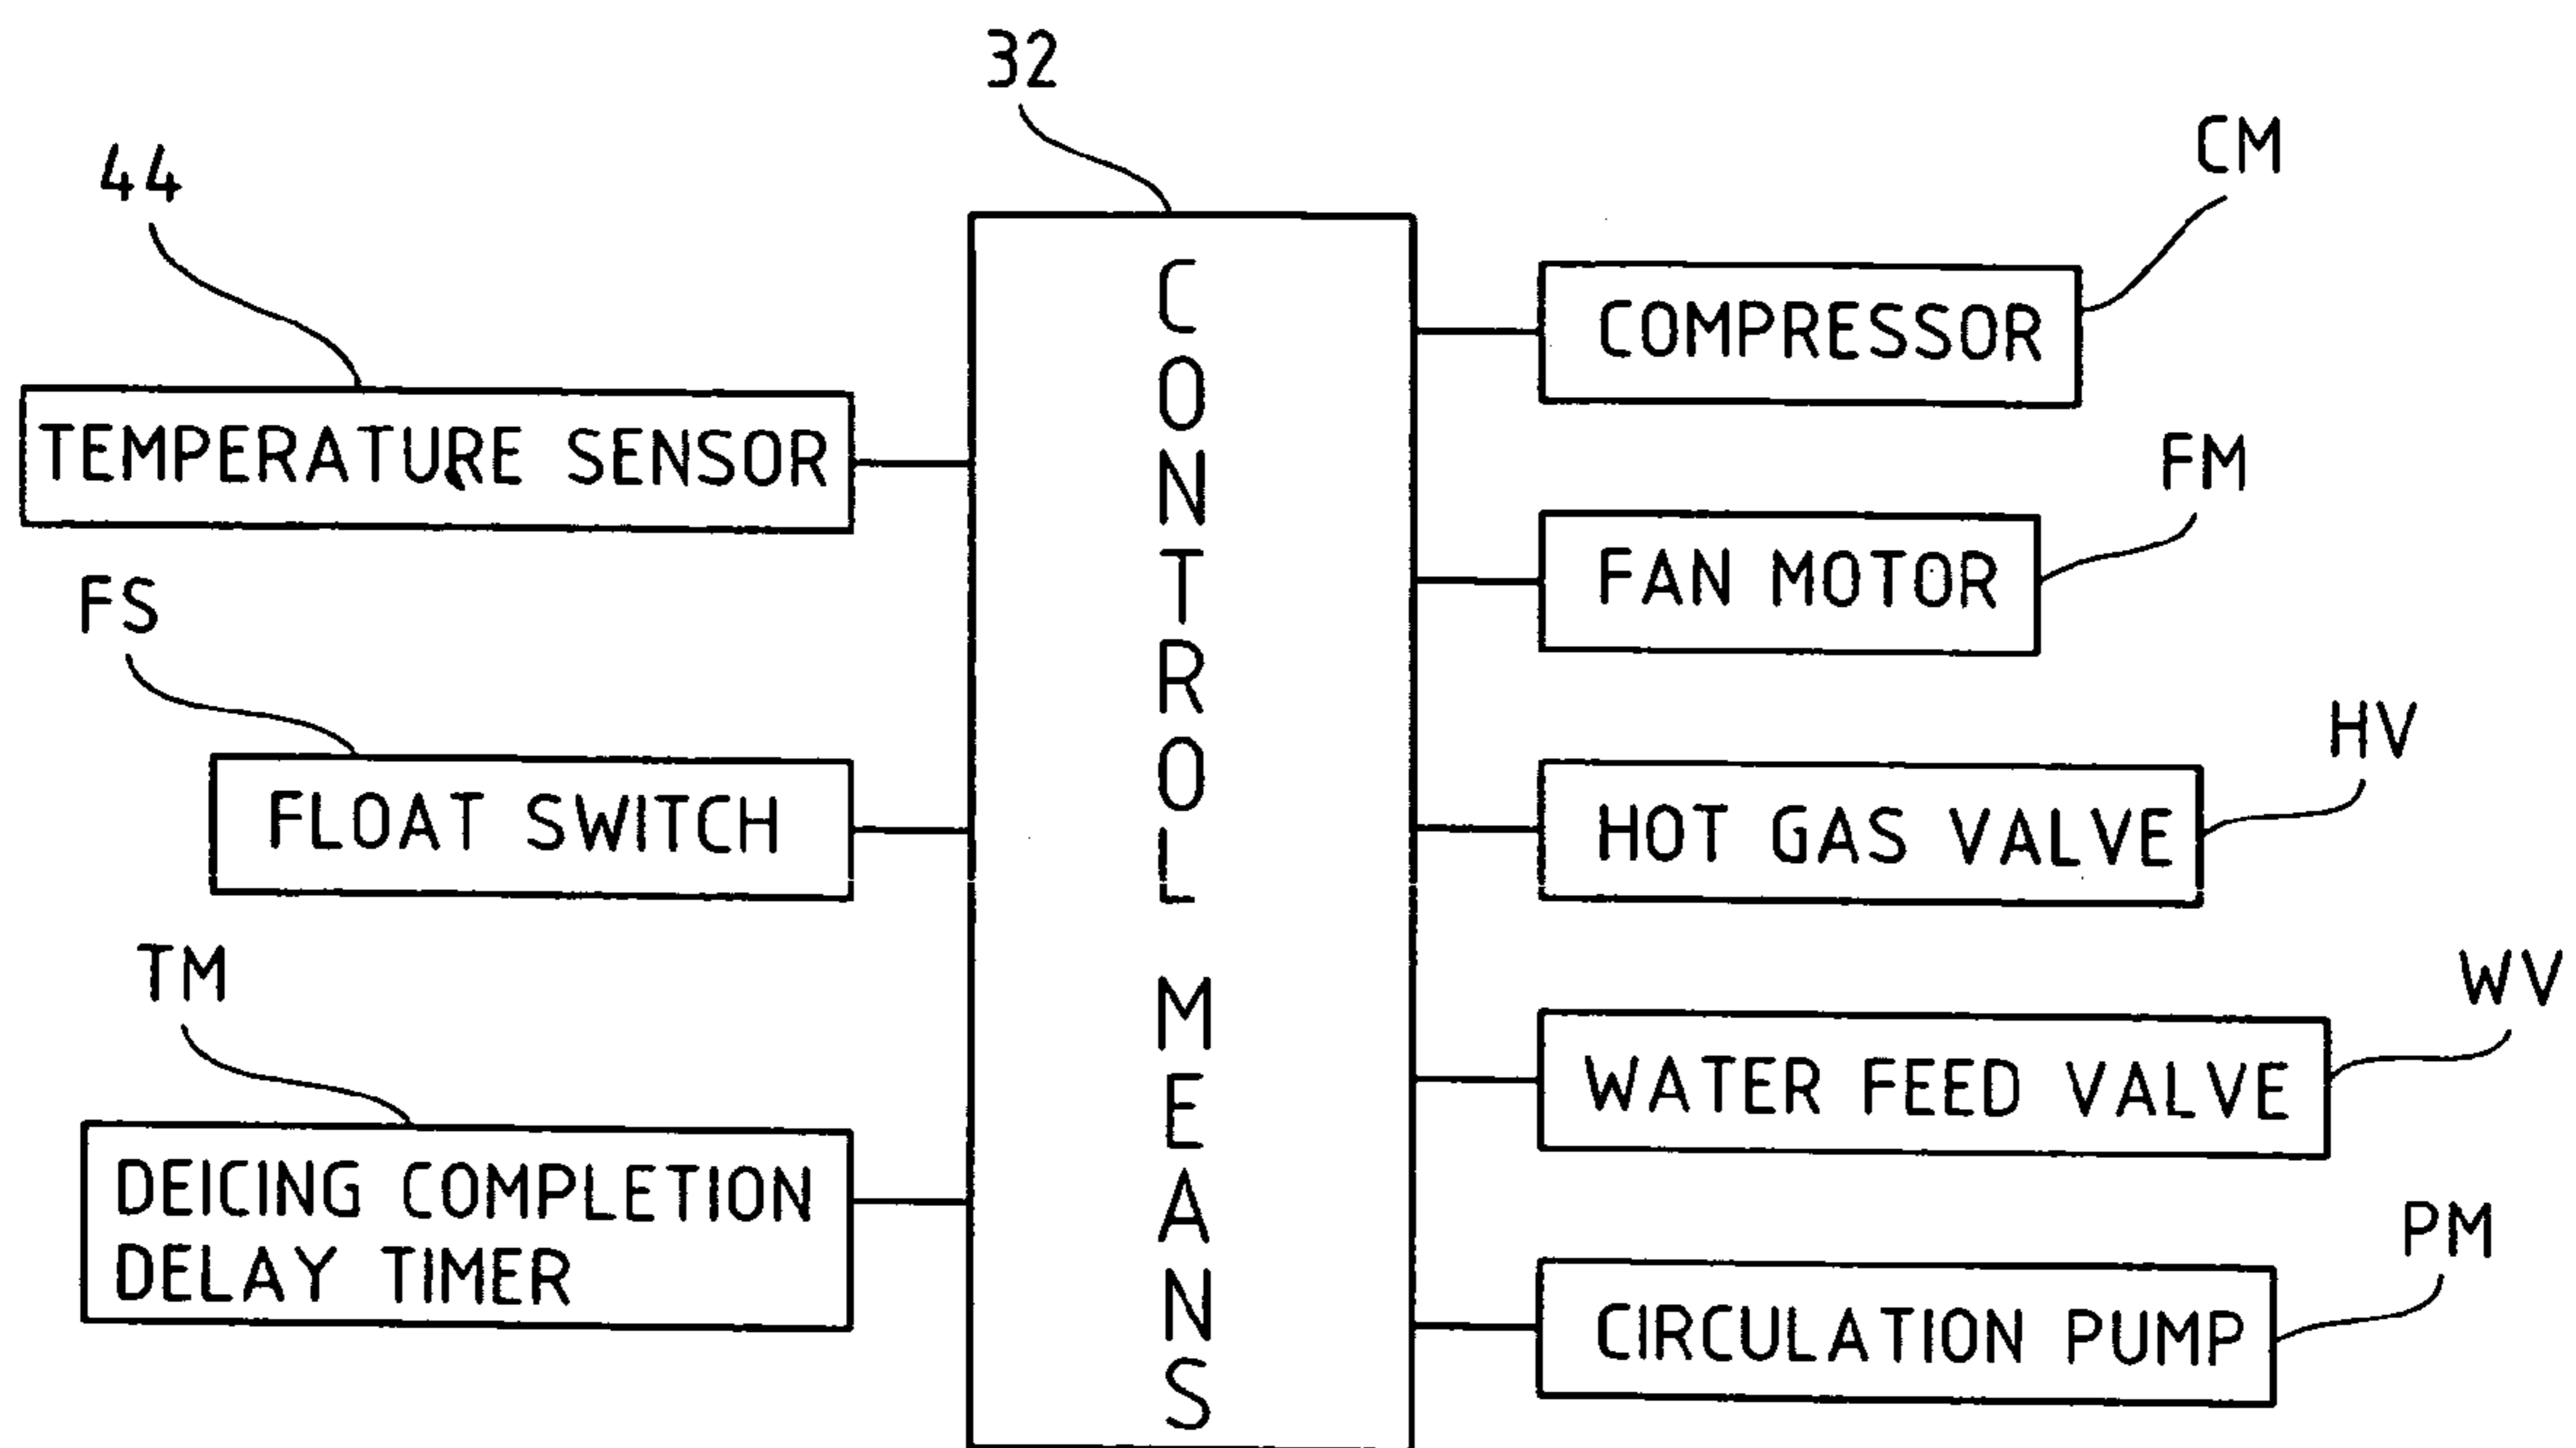 32
44
CM
TEMPERATURE SENSOR
COMPRESSOR
FM
FAN MOTOR
FS
FLOAT SWITCH
HV
HOT GAS VALVE
TM
DEICING COMPLETION
DELAY TIMER
WV
WATER FEED VALVE
PM
CIRCULATION PUMP
CONTROL MEANS